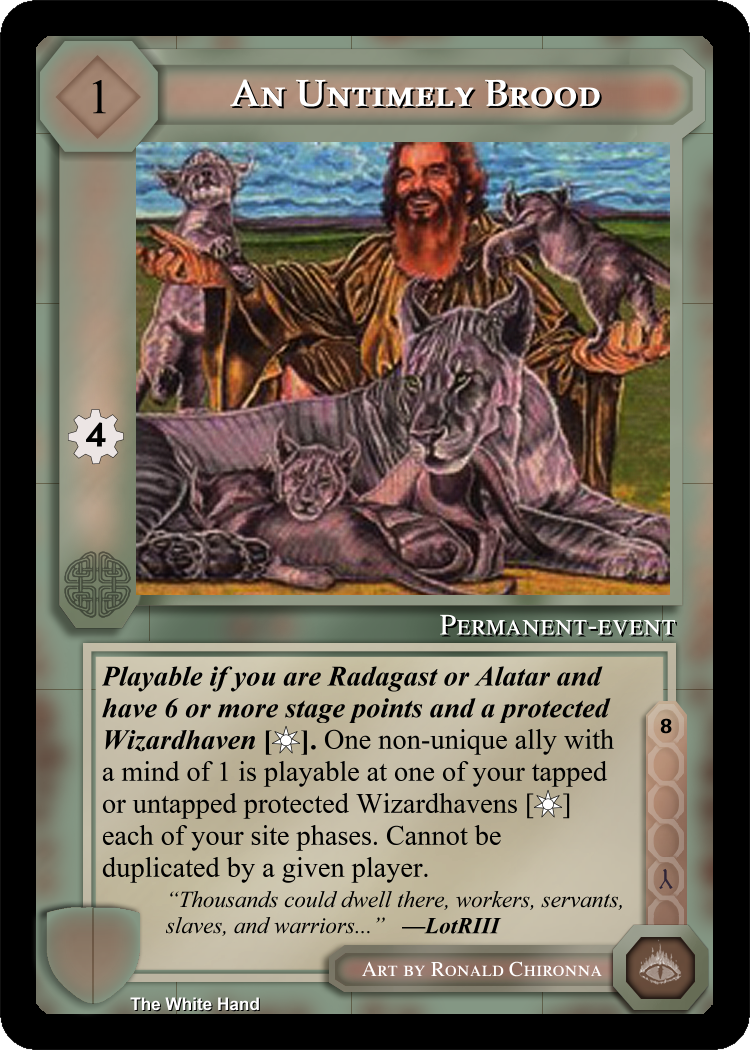 1
An Untimely Brood
4
Permanent-event
Playable if you are Radagast or Alatar and
have 6 or more stage points and a protected
Wizardhaven [ ]. One non-unique ally with
a mind of 1 is playable at one of your tapped
or untapped protected Wizardhavens [ ]
each of your site phases. Cannot be
duplicated by a given player.
8
“Thousands could dwell there, workers, servants,
slaves, and warriors...” —LotRIII
Art by Ronald Chironna
The White Hand